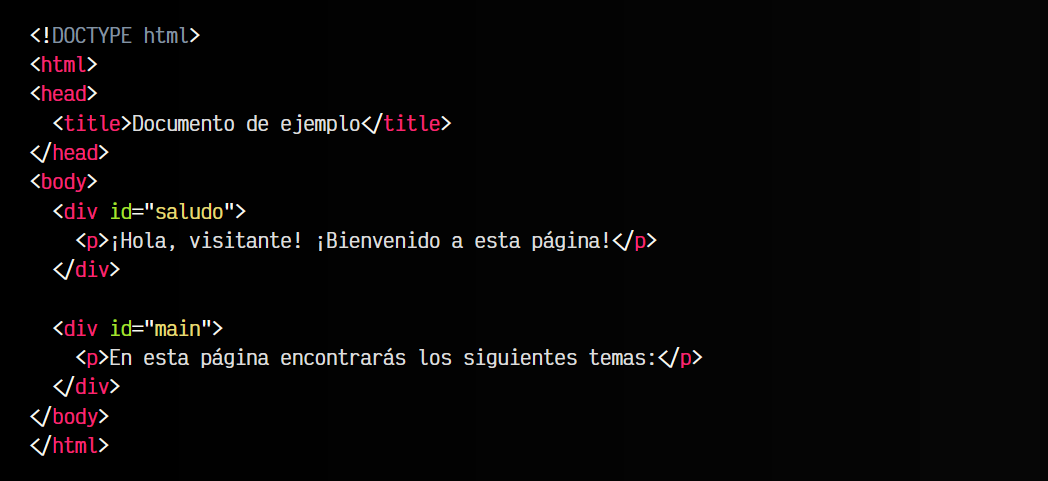 <!DOCTYPE html>
<html>
<head>
  <title>Documento de ejemplo</title>
</head>
<body>
  <div id="saludo">
    <p>¡Hola, visitante! ¡Bienvenido a esta página!</p>
  </div>

  <div id="main">
    <p>En esta página encontrarás los siguientes temas:</p>
  </div>
</body>
</html>